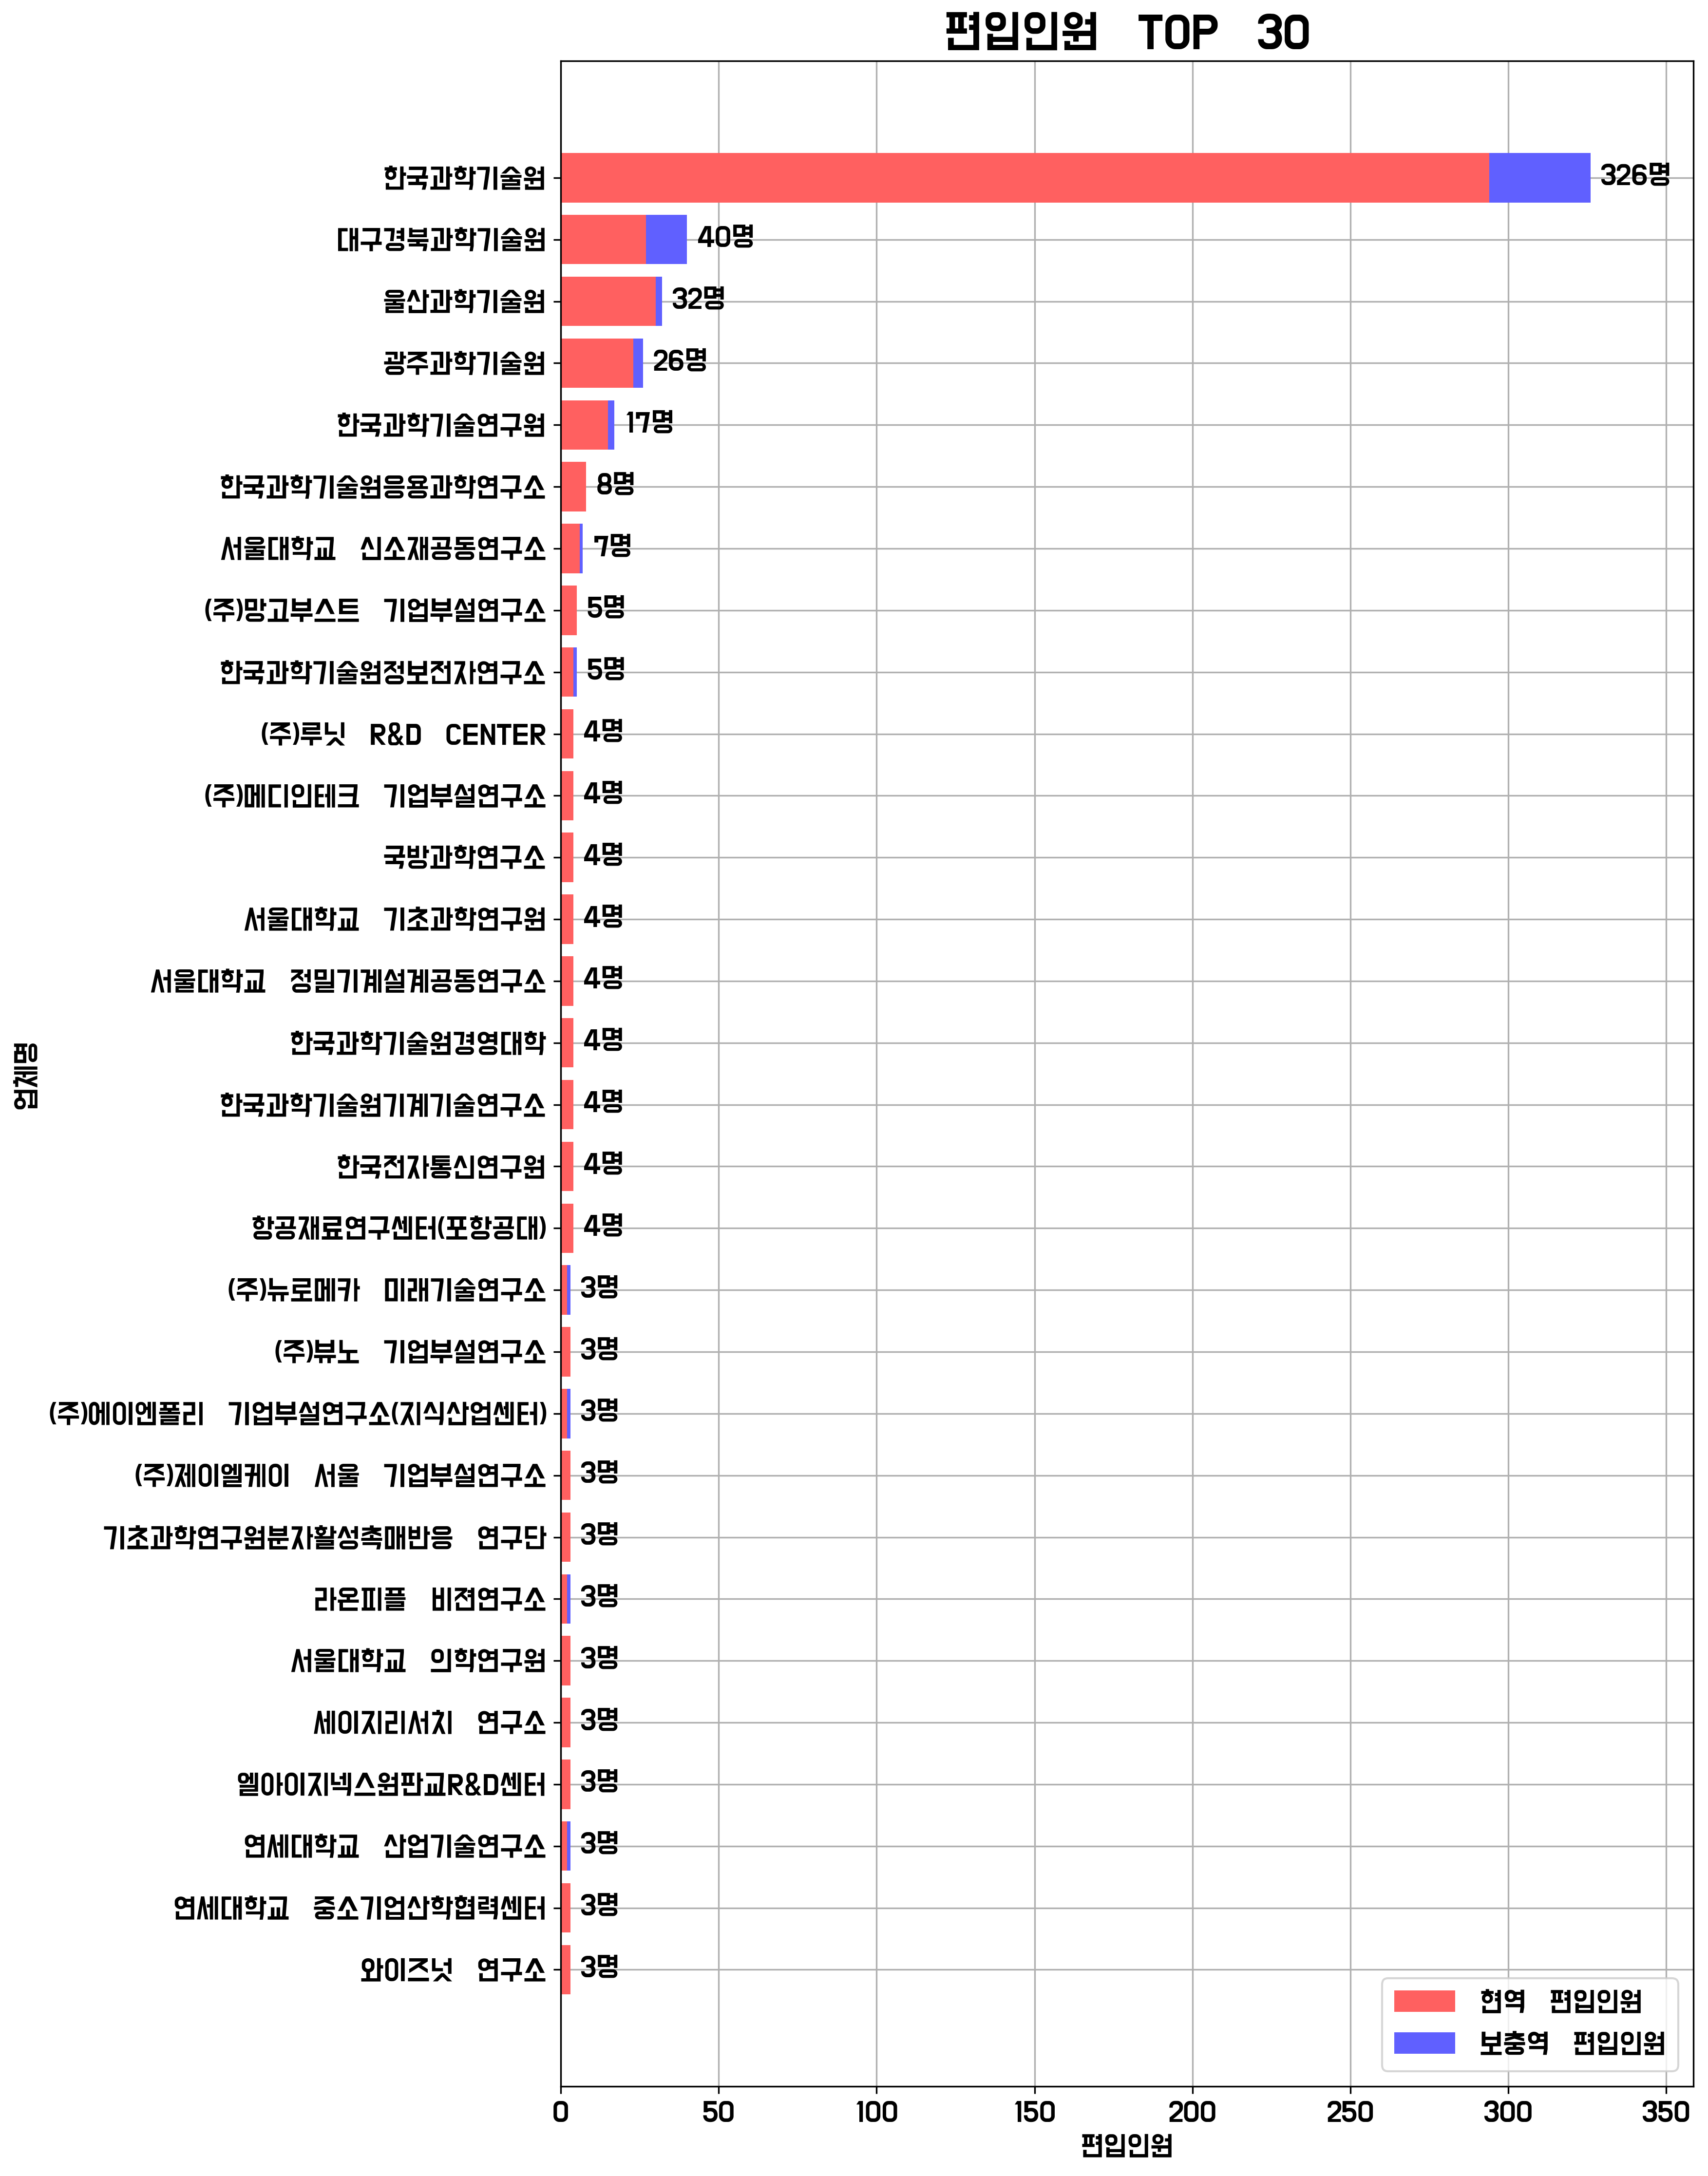 편입인원 TOP 30
한국과학기술원 326명
대구경북과학기술원 40명
울산과학기술원 32명
광주과학기술원 26명
한국과학기술연구원 17명
한국과학기술원응용과학연구소 8명
서울대학교 신소재공동연구소 7명
(주)망고부스트 기업부설연구소 5명
한국과학기술원정보전자연구소 5명
(주)루닛 R&D CENTER 4명
(주)메디인테크 기업부설연구소 4명
국방과학연구소 4명
서울대학교 기초과학연구원 4명
서울대학교 정밀기계설계공동연구소 4명
한국과학기술원경영대학 4명
한국과학기술원기계기술연구소 4명
한국전자통신연구원 4명
항공재료연구센터(포항공대) 4명
(주)뉴로메카 미래기술연구소 3명
(주)뷰노 기업부설연구소 3명
(주)에이엔폴리 기업부설연구소(지식산업센터) 3명
(주)제이엘케이 서울 기업부설연구소 3명
기초과학연구원분자활성촉매반응 연구단 3명
라온피플 비젼연구소 3명
서울대학교 의학연구원 3명
세이지리서치 연구소 3명
엘아이지넥스원판교R&D센터 3명
연세대학교 산업기술연구소 3명
연세대학교 중소기업산학협력센터 3명
와이즈넛 연구소 3명
업체명
현역 편입인원
보충역 편입인원
0 50 100 150 200 250 300 350
편입인원